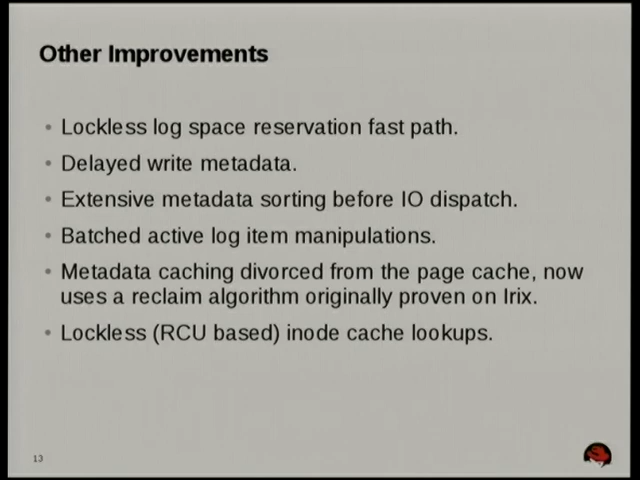 Other Improvements
• Lockless log space reservation fast path.
• Delayed write metadata.
• Extensive metadata sorting before IO dispatch.
• Batched active log item manipulations.
• Metadata caching divorced from the page cache, now
uses a reclaim algorithm originally proven on Irix.
• Lockless (RCU based) inode cache lookups.
13